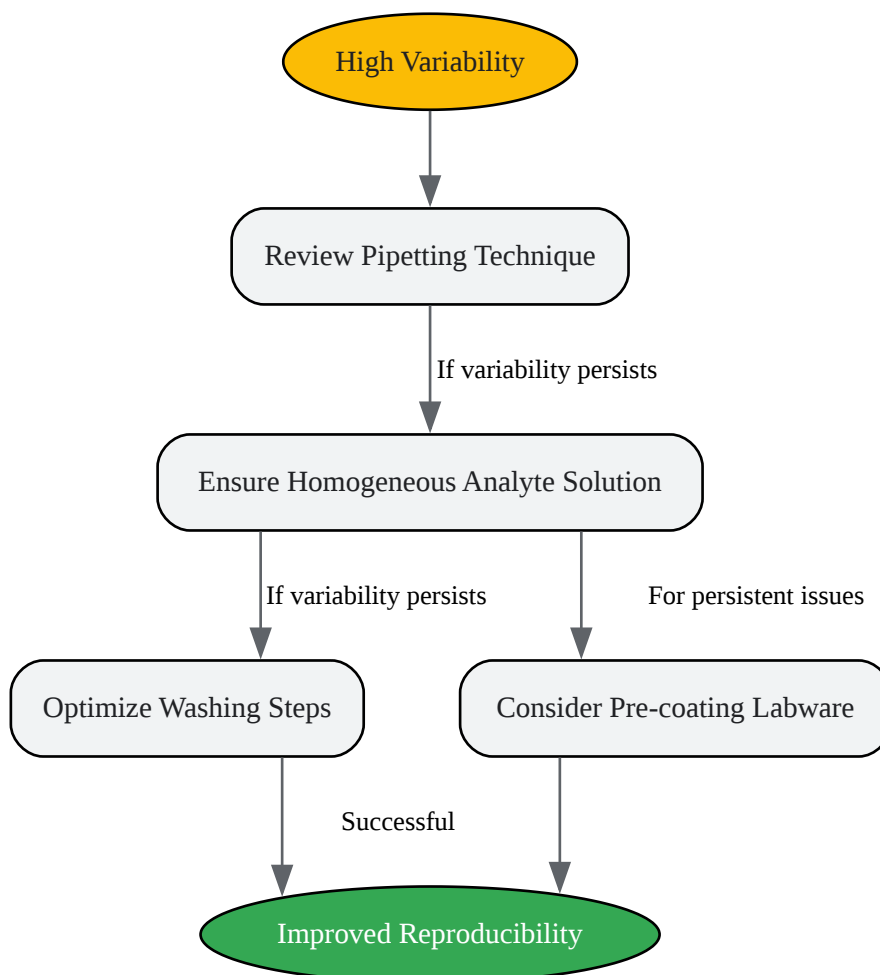 High Variability
Review Pipetting Technique
If variability persists
Ensure Homogeneous Analyte Solution
If variability persists
For persistent issues
Optimize Washing Steps
Consider Pre-coating Labware
Successful
Improved Reproducibility